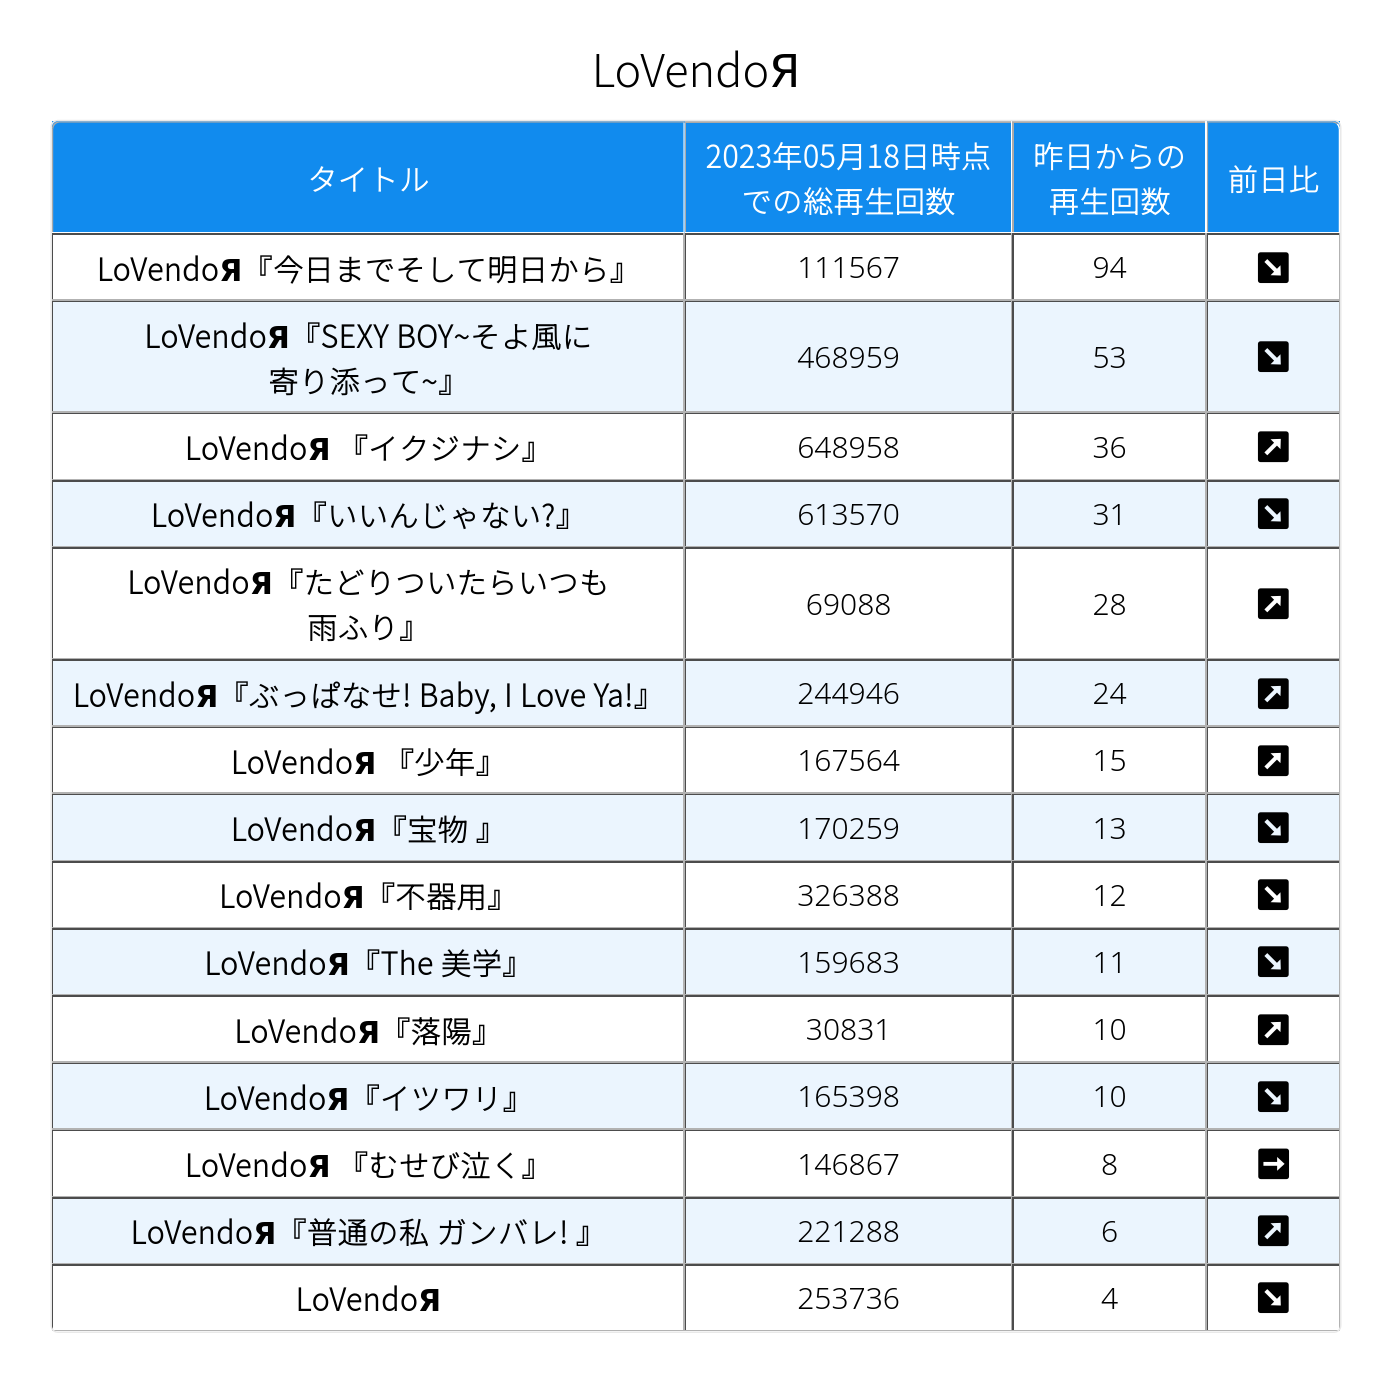 LoVendoЯ
タイトル
2023年05月18日時点
での総再生回数
昨日からの
再生回数
前日比
LoVendoЯ『今日までそして明日から』 111567 94 ↘
LoVendoЯ『SEXY BOY~そよ風に
寄り添って~』 468959 53 ↘
LoVendoЯ 『イクジナシ』 648958 36 ↗
LoVendoЯ『いいんじゃない?』 613570 31 ↘
LoVendoЯ『たどりついたらいつも
雨ふり』 69088 28 ↗
LoVendoЯ『ぶっぱなせ! Baby, I Love Ya!』 244946 24 ↗
LoVendoЯ 『少年』 167564 15 ↗
LoVendoЯ『宝物 』 170259 13 ↘
LoVendoЯ『不器用』 326388 12 ↘
LoVendoЯ『The 美学』 159683 11 ↘
LoVendoЯ『落陽』 30831 10 ↗
LoVendoЯ『イツワリ』 165398 10 ↘
LoVendoЯ 『むせび泣く』 146867 8 →
LoVendoЯ『普通の私 ガンバレ! 』 221288 6 ↗
LoVendoЯ 253736 4 ↘